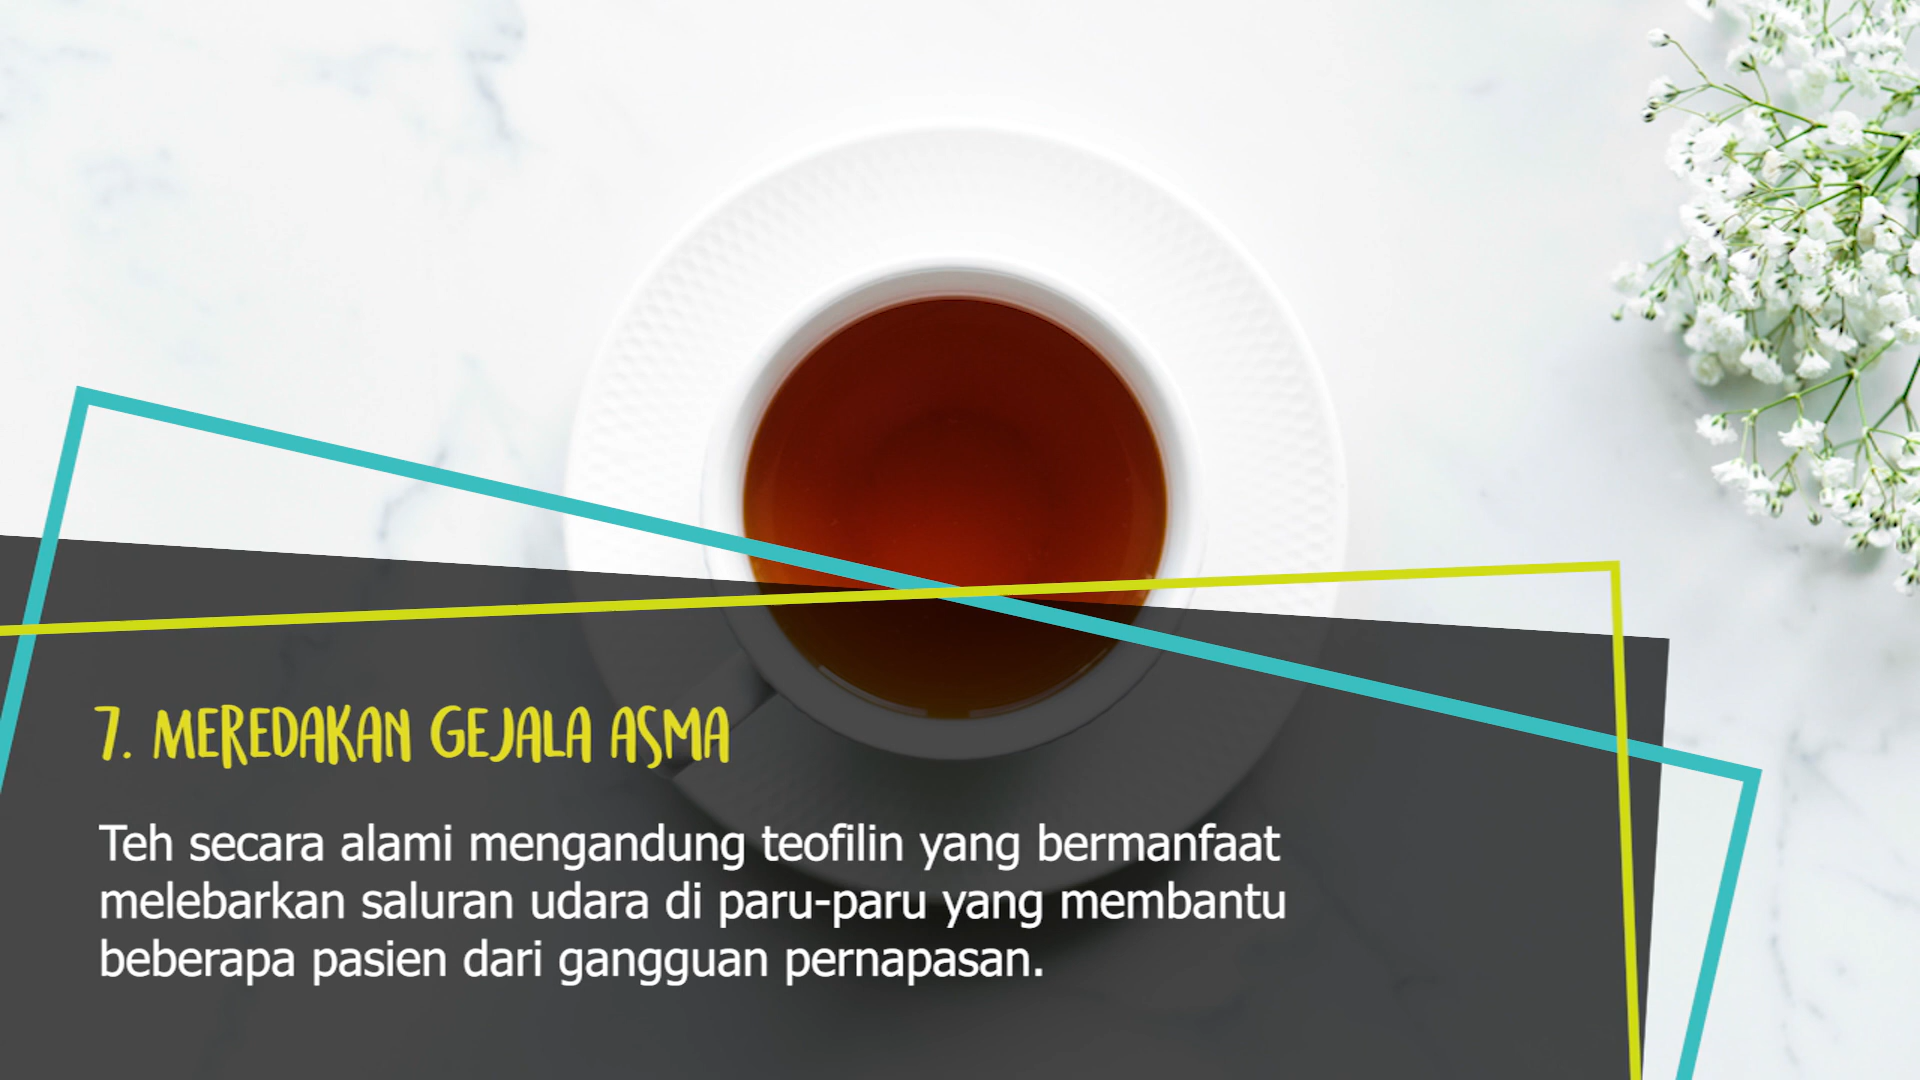 7. MEREDAKAN GEJALA ASMA
Teh secara alami mengandung teofilin yang bermanfaat
melebarkan saluran udara di paru-paru yang membantu
beberapa pasien dari gangguan pernapasan.